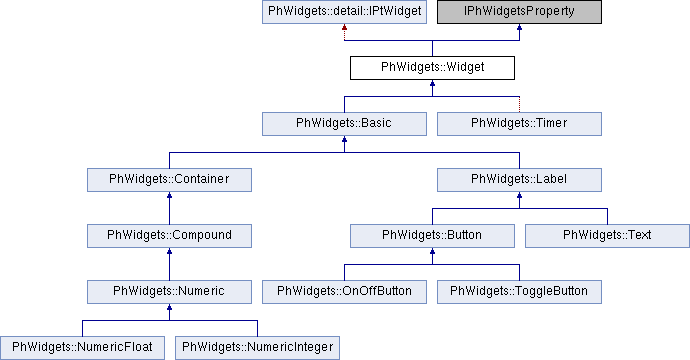 PhWidgets::detail::IPtWidget
IPhWidgetsProperty
PhWidgets::Widget
PhWidgets::Basic
PhWidgets::Timer
PhWidgets::Container
PhWidgets::Label
PhWidgets::Compound
PhWidgets::Button
PhWidgets::Text
PhWidgets::Numeric
PhWidgets::OnOffButton
PhWidgets::ToggleButton
PhWidgets::NumericFloat
PhWidgets::NumericInteger